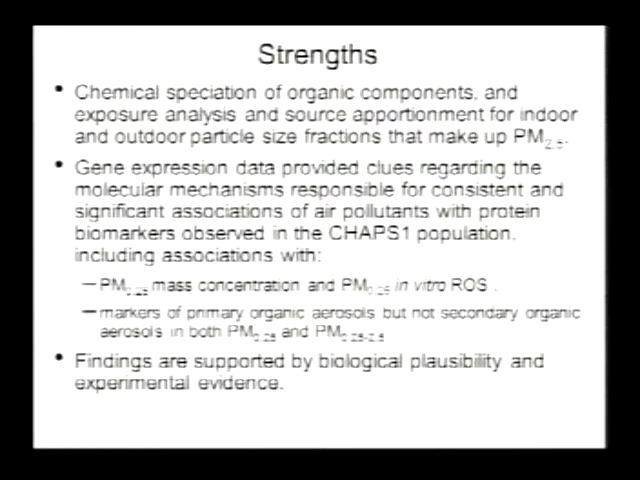 Strengths
• Chemical speciation of organic components, and
exposure analysis and source apportionment for indoor
and outdoor particle size fractions that make up PM2.5.
• Gene expression data provided clues regarding the
molecular mechanisms responsible for consistent and
significant associations of air pollutants with protein
biomarkers observed in the CHAPS1 population,
including associations with:
– PM0.25 mass concentration and PM0.25 in vitro ROS .
– markers of primary organic aerosols but not secondary organic
aerosols in both PM0.25 and PM0.25-2.5
• Findings are supported by biological plausibility and
experimental evidence.